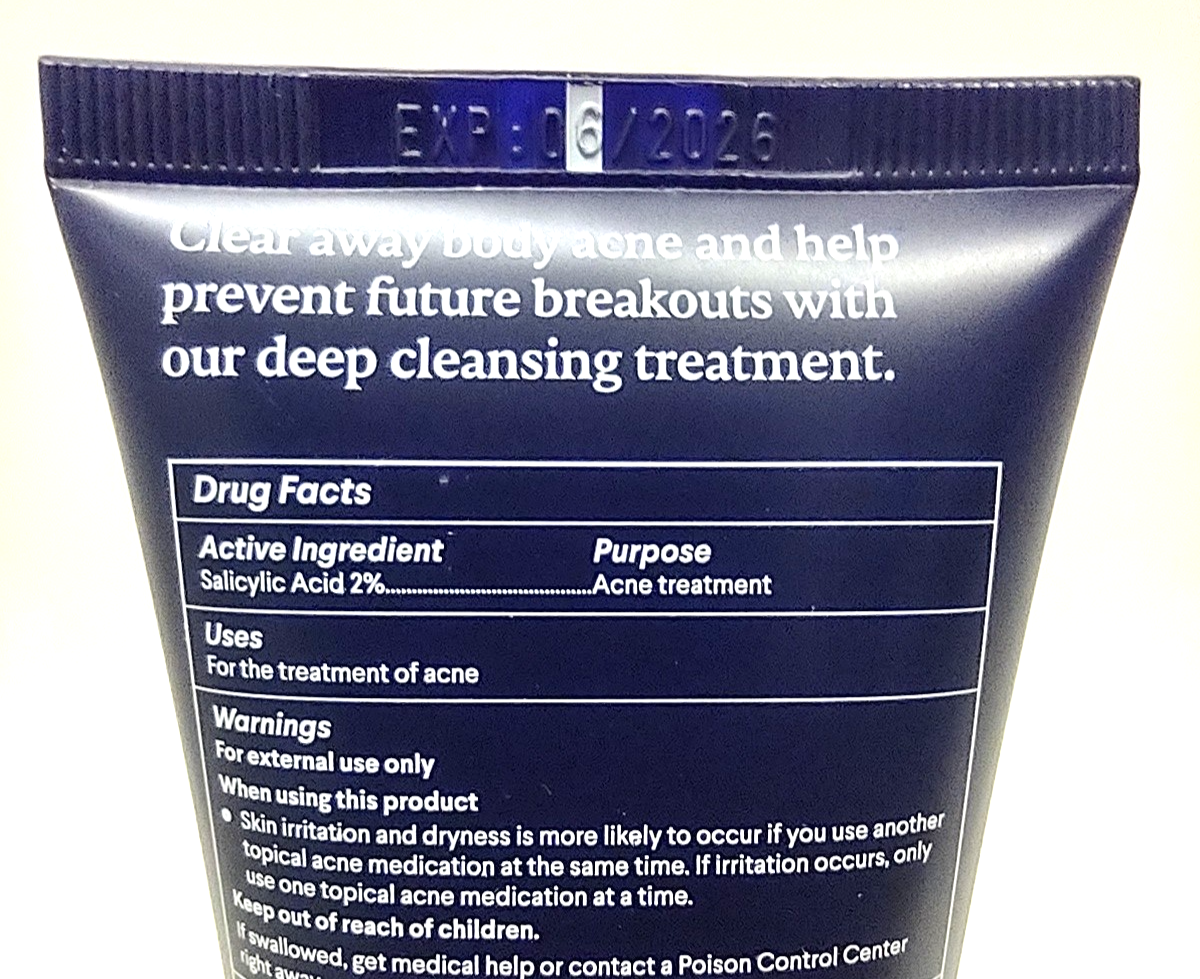 EXP:06/2026
Clear away body acne and help
prevent future breakouts with
our deep cleansing treatment.
Drug Facts
Active Ingredient Purpose
Salicylic Acid 2%........................................Acne treatment
Uses
For the treatment of acne
Warnings
For external use only
When using this product
• Skin irritation and dryness is more likely to occur if you use another
topical acne medication at the same time. If irritation occurs, only
use one topical acne medication at a time.
Keep out of reach of children.
If swallowed, get medical help or contact a Poison Control Center
right away